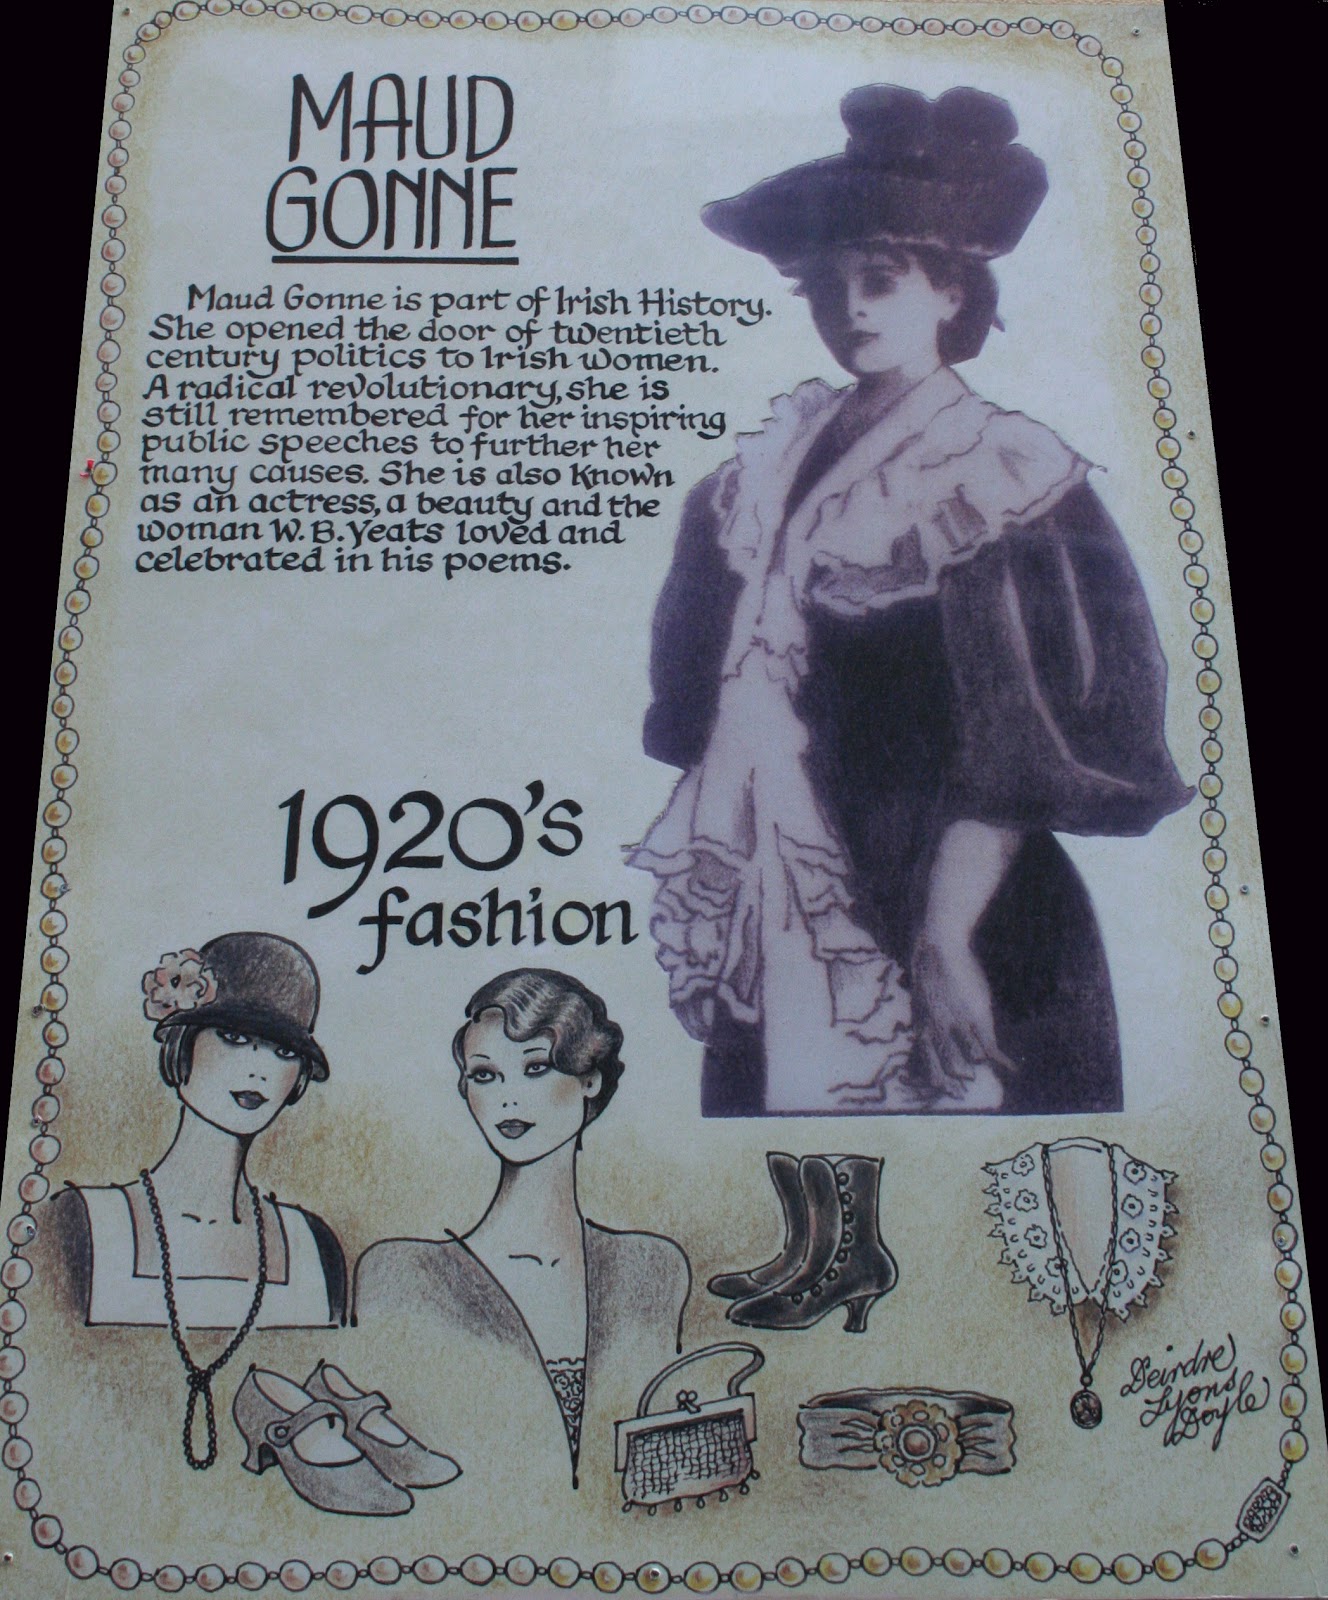 MAUD
GONNE
Maud Gonne is part of Irish History.
She opened the door of twentieth
century politics to Irish women.
A radical revolutionary, she is
still remembered for her inspiring
public speeches to further her
many causes. She is also known
as an actress, a beauty and the
woman W. B. Yeats loved and
celebrated in his poems.
1920's
fashion
Deirdre
Lyons
Doyle